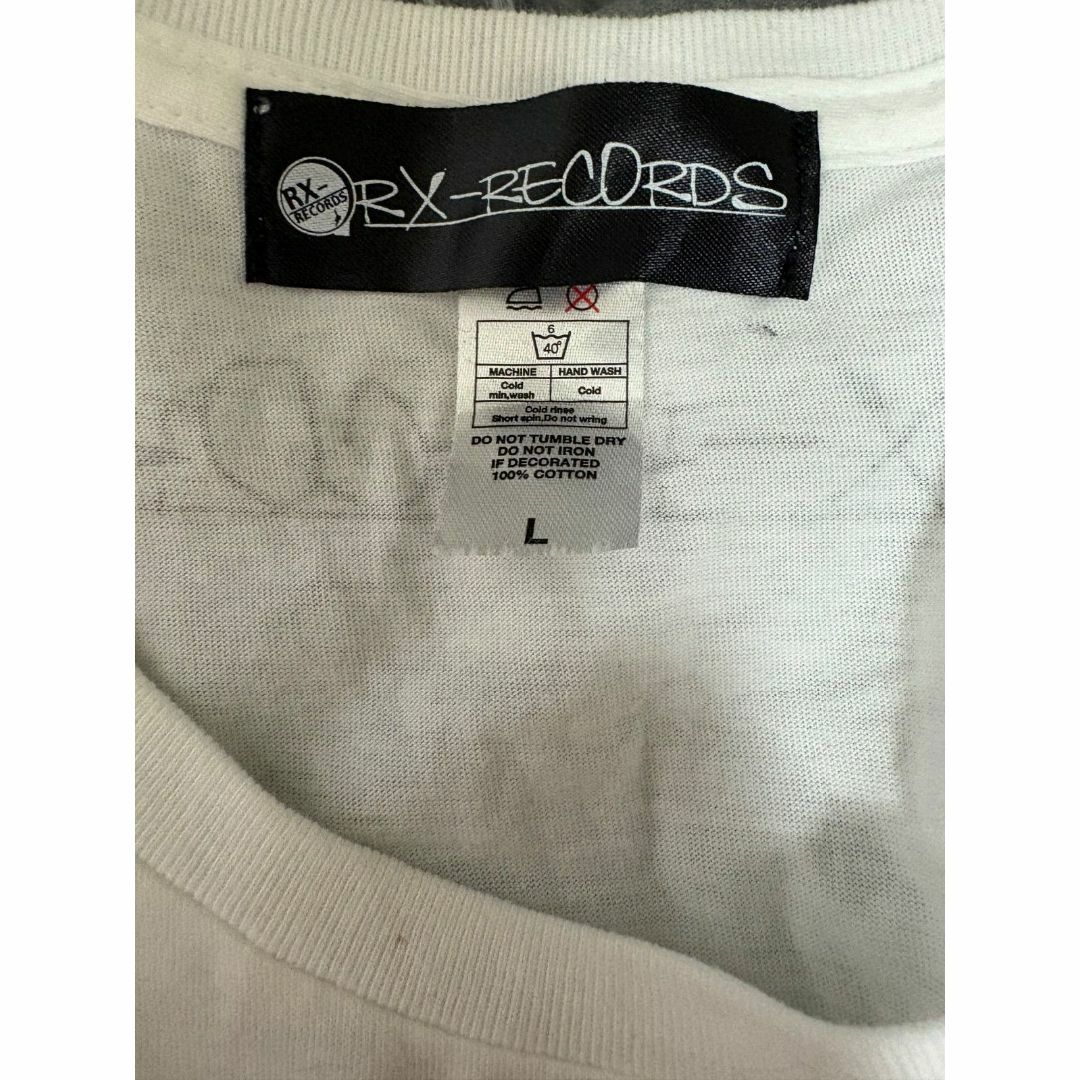 RX-
RECORDS
RX-RECORDS
6
40°
MACHINE HAND WASH
Cold
min,wash
Cold
Cold rinse
Short spin,Do not wring
DO NOT TUMBLE DRY
DO NOT IRON
IF DECORATED
100% COTTON
L